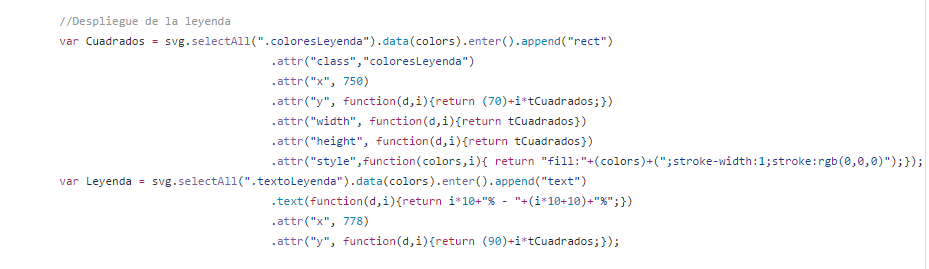 //Despliegue de la leyenda
var Cuadrados = svg.selectAll(".coloresLeyenda").data(colors).enter().append("rect")
.attr("class","coloresLeyenda")
.attr("x", 750)
.attr("y", function(d,i){return (70)+i*tCuadrados;})
.attr("width", function(d,i){return tCuadrados})
.attr("height", function(d,i){return tCuadrados})
.attr("style",function(colors,i){ return "fill:"+(colors)+(";stroke-width:1;stroke:rgb(0,0,0)");});
var Leyenda = svg.selectAll(".textoLeyenda").data(colors).enter().append("text")
.text(function(d,i){return i*10+"% - "+(i*10+10)+"%";})
.attr("x", 778)
.attr("y", function(d,i){return (90)+i*tCuadrados;});